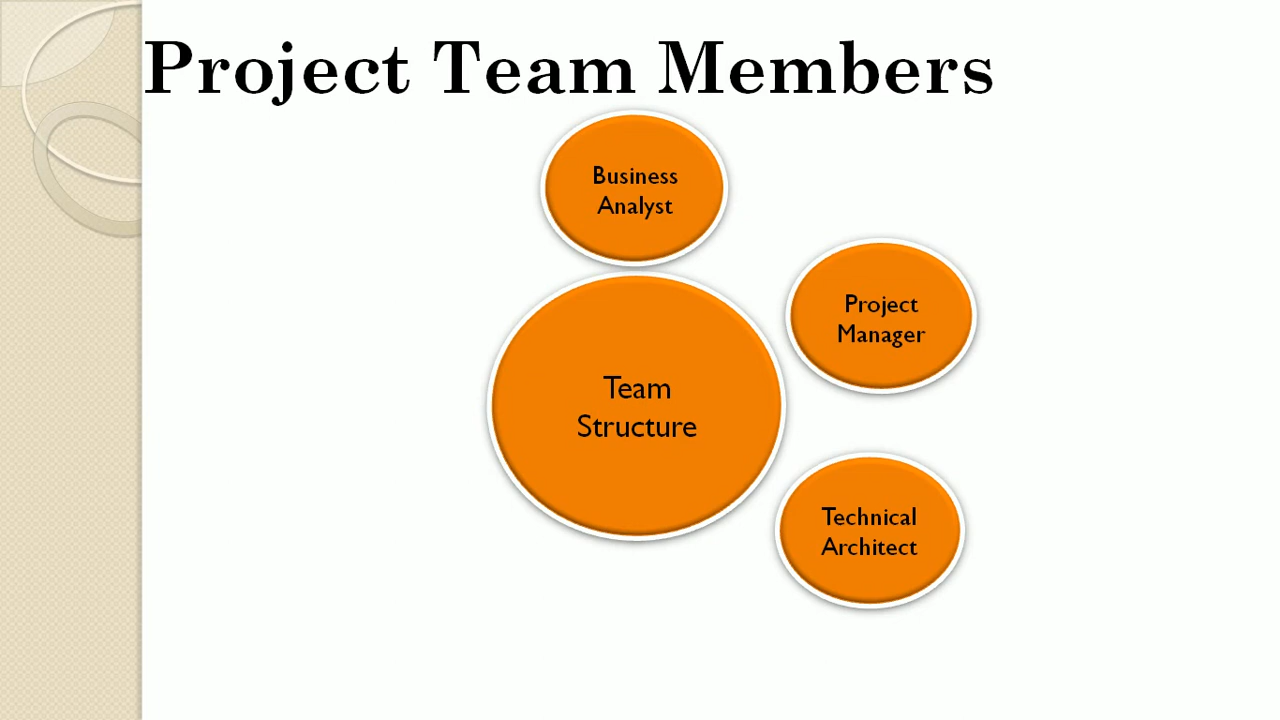 Project Team Members
Business
Analyst
Project
Manager
Team
Structure
Technical
Architect